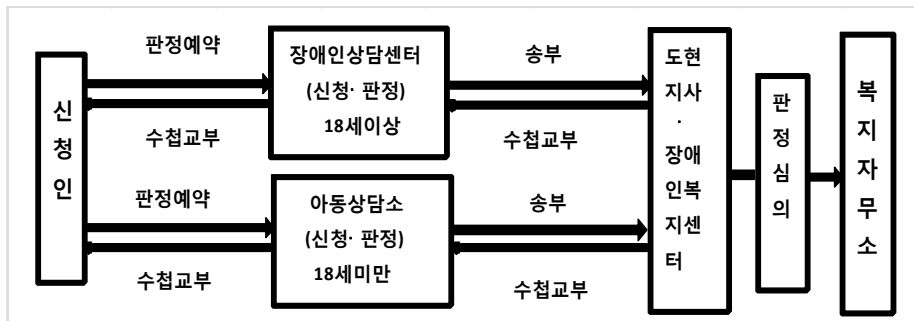 신청인
판정예약
수첩교부
판정예약
수첩교부
장애인상담센터
(신청· 판정)
18세이상
아동상담소
(신청· 판정)
18세미만
송부
수첩교부
송부
수첩교부
도현
지사
·
장애
인복
지센
터
판정심의
복지자무소